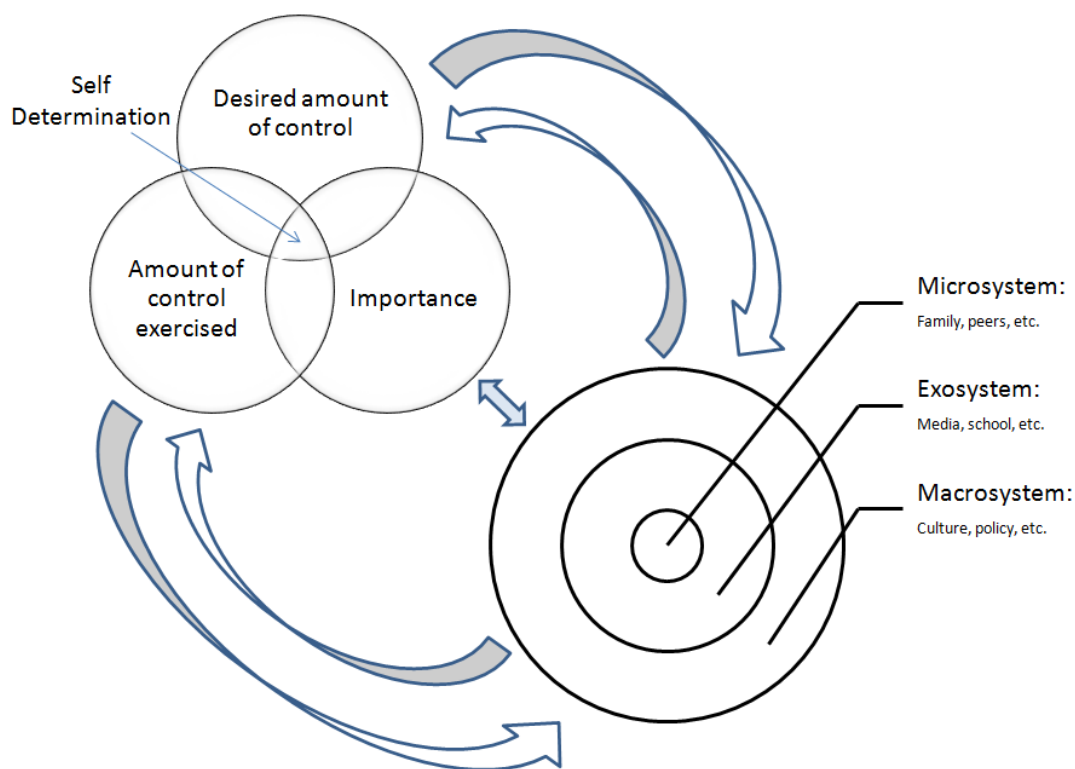 Self
Determination
Desired amount
of control
Amount of
control
exercised
Importance
Microsystem:
Family, peers, etc.
Exosystem:
Media, school, etc.
Macrosystem:
Culture, policy, etc.